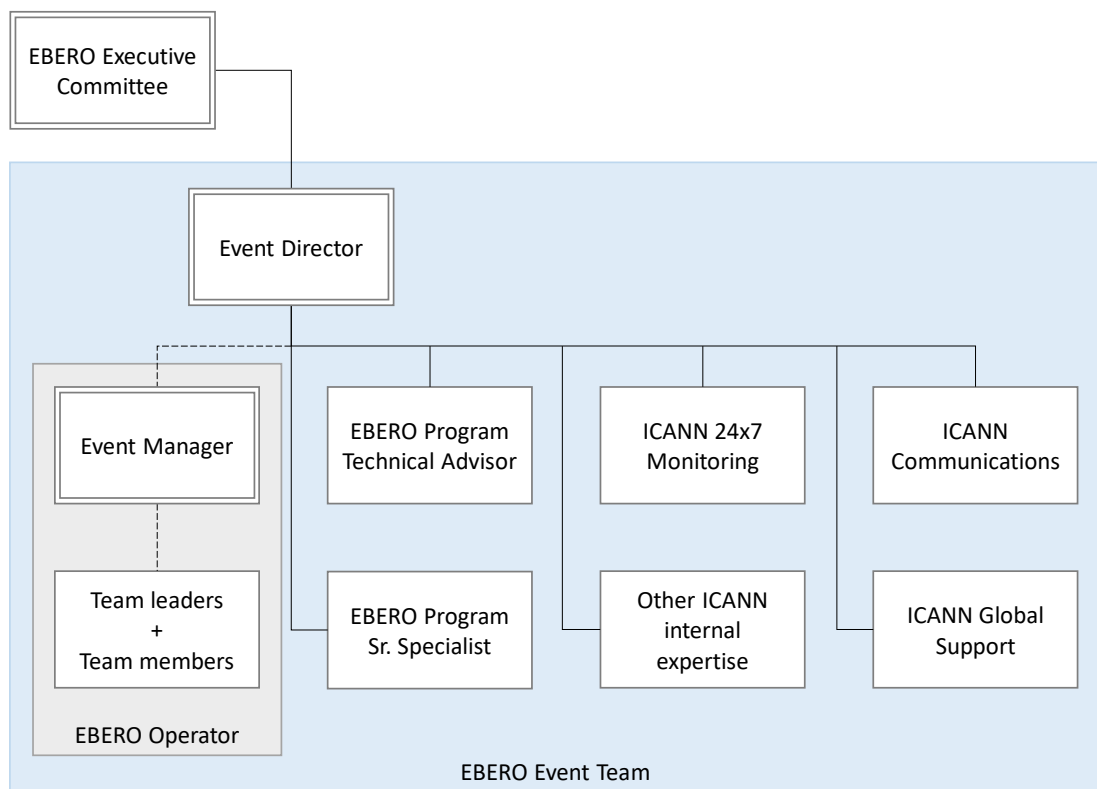 EBERO Executive
Committee
Event Director
Event Manager
EBERO Program
Technical Advisor
ICANN 24x7
Monitoring
ICANN
Communications
Team leaders
+
Team members
EBERO Program
Sr. Specialist
Other ICANN
internal
expertise
ICANN Global
Support
EBERO Operator
EBERO Event Team